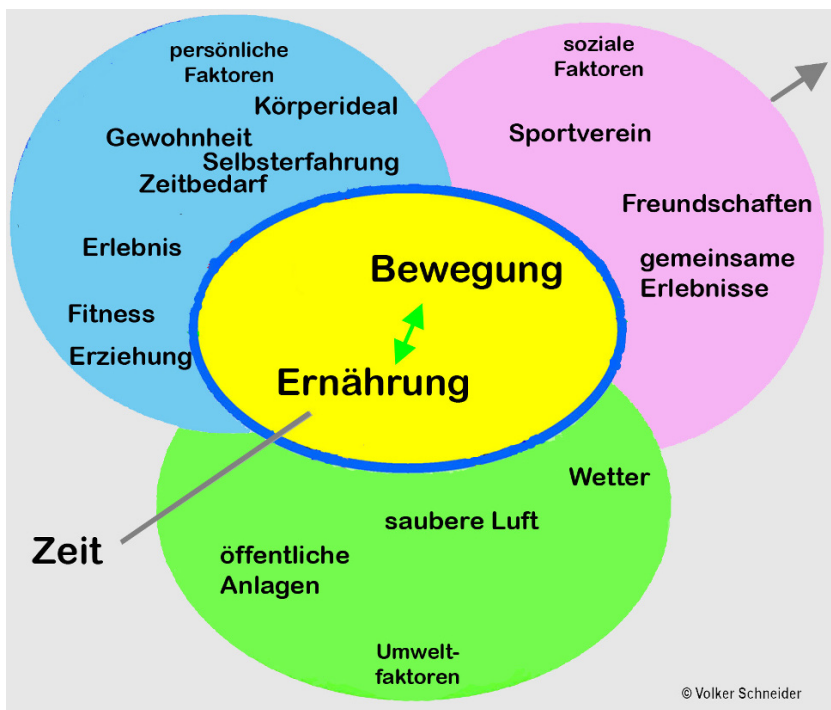 persönliche
Faktoren
Körperideal
Gewohnheit
Selbsterfahrung
Zeitbedarf
Erlebnis
Fitness
Erziehung
soziale
Faktoren
Sportverein
Freundschaften
gemeinsame
Erlebnisse
Bewegung
Ernährung
Zeit
Wetter
saubere Luft
öffentliche
Anlagen
Umwelt-
faktoren
© Volker Schneider